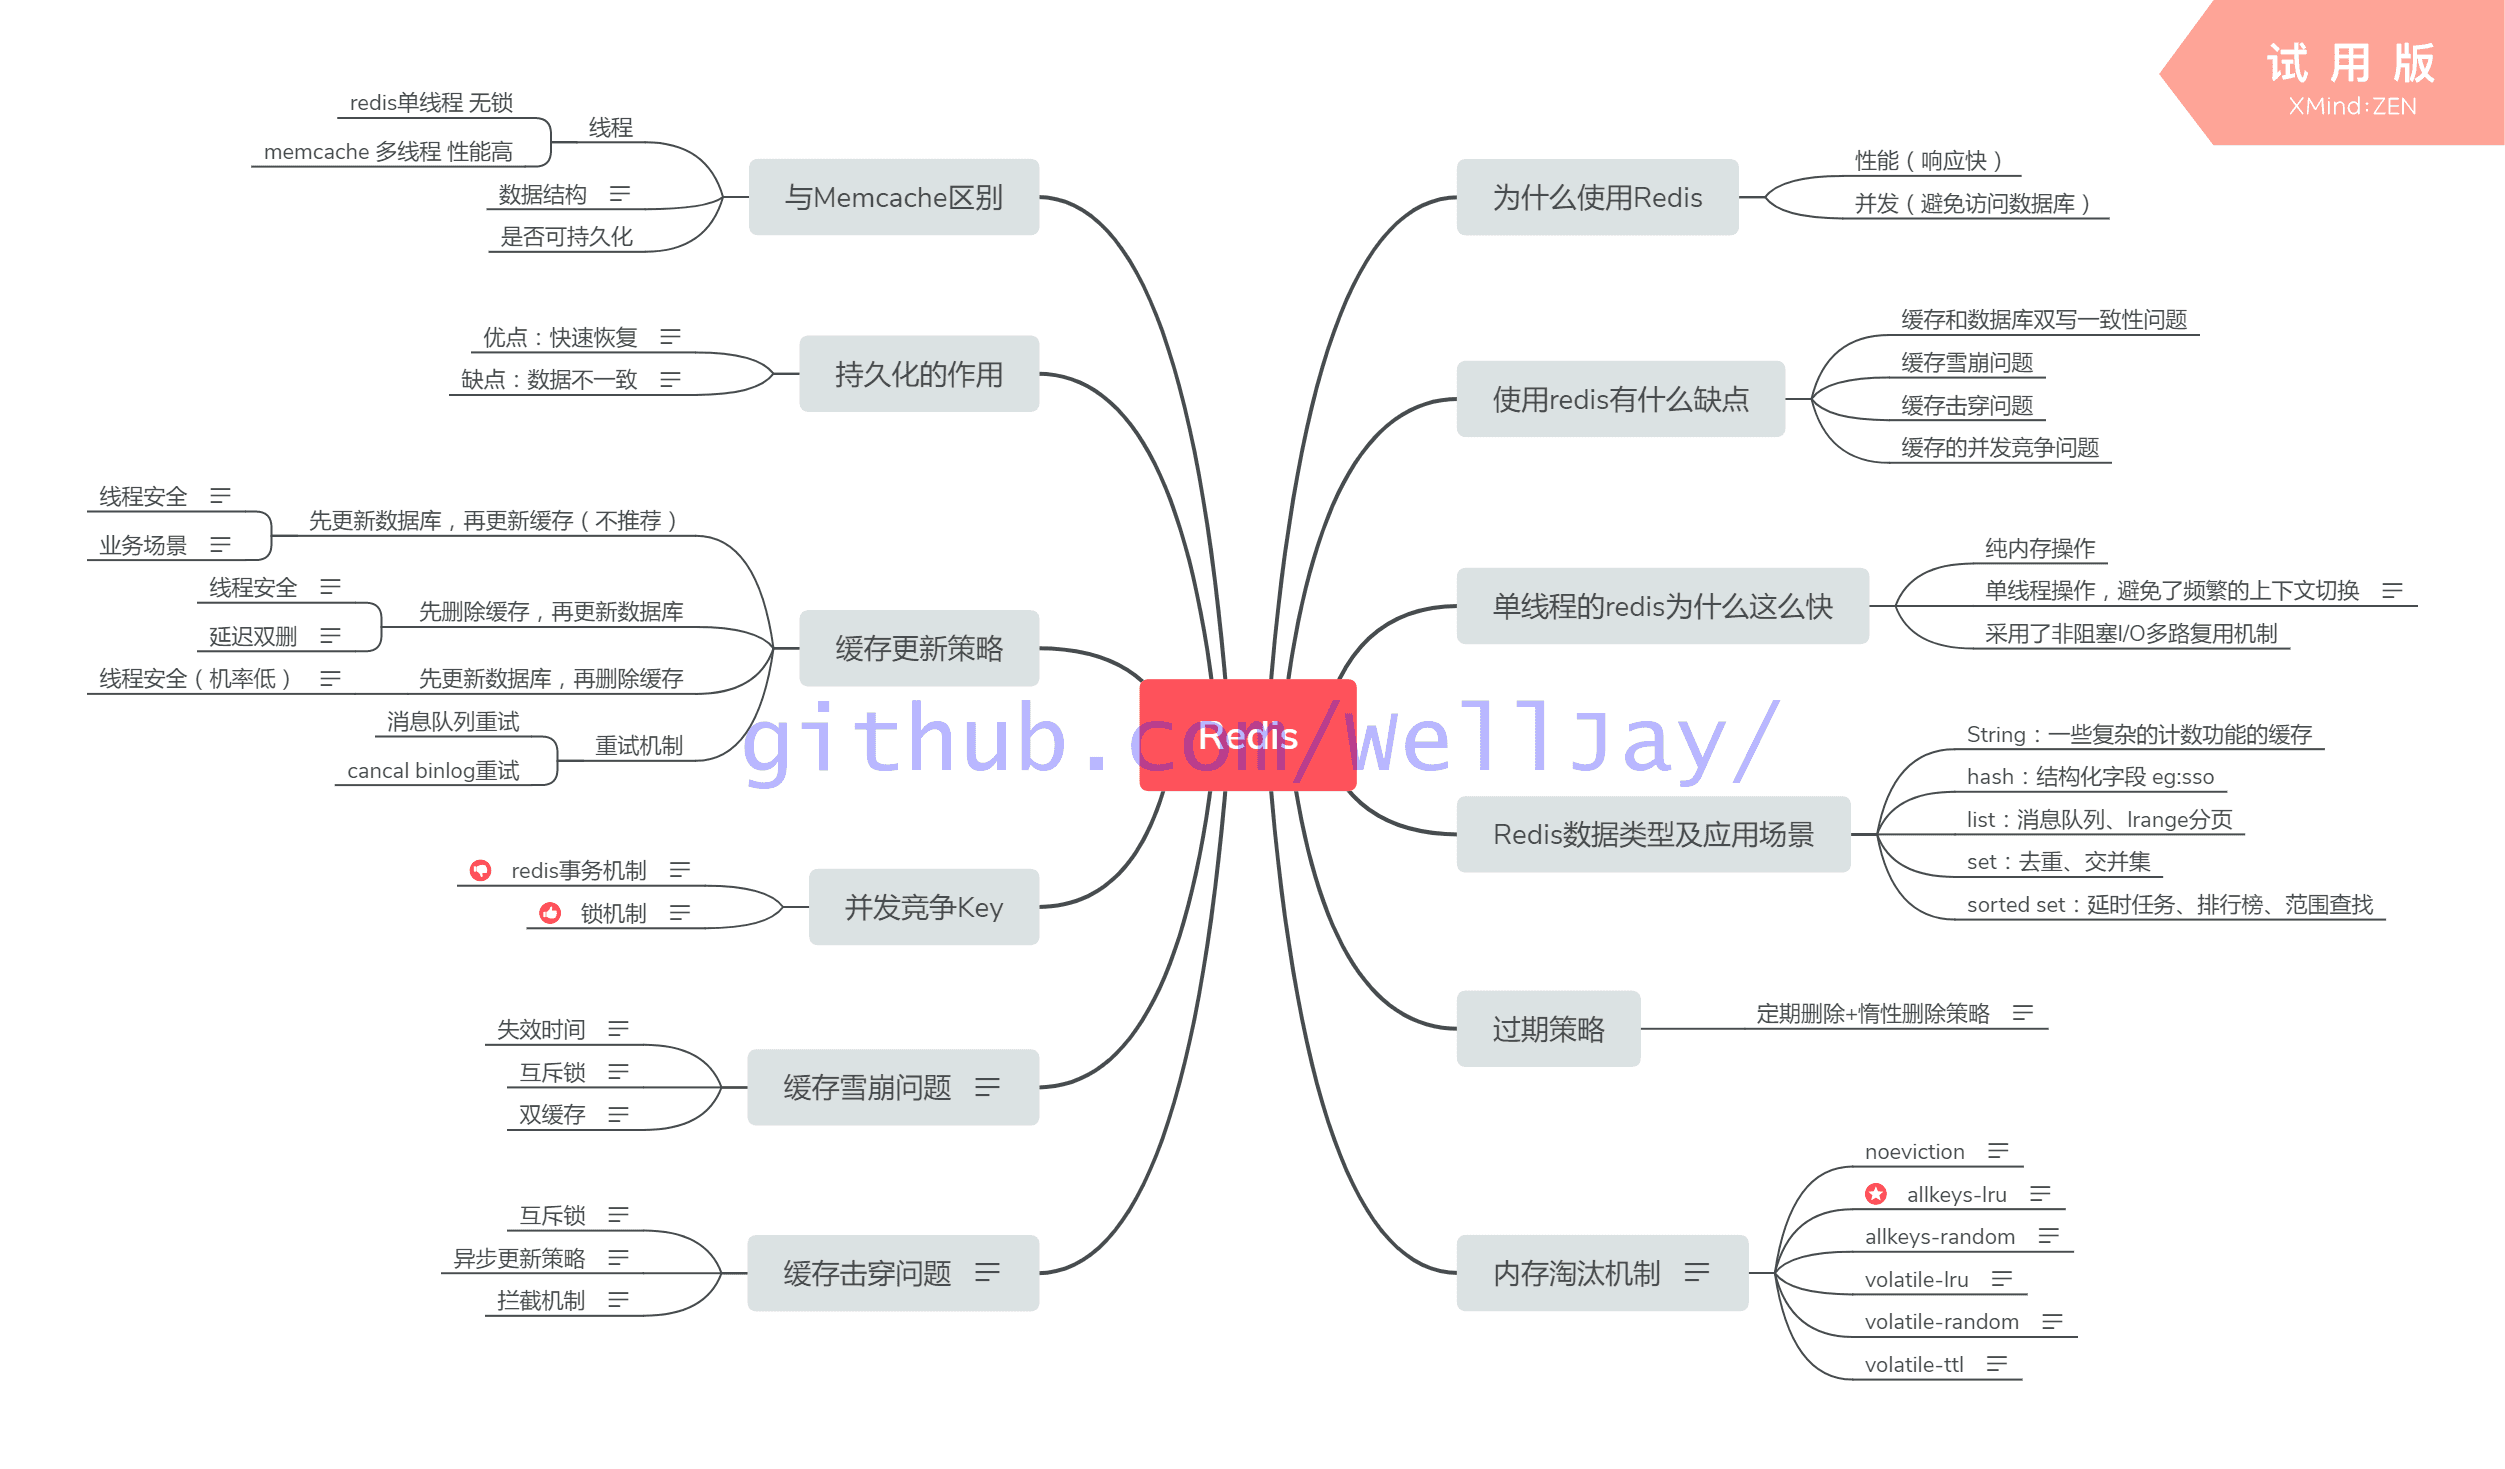 试用版
XMind:ZEN
Redis
github.com/WellJay/
为什么使用Redis
性能（响应快）
并发（避免访问数据库）
使用redis有什么缺点
缓存和数据库双写一致性问题
缓存雪崩问题
缓存击穿问题
缓存的并发竞争问题
单线程的redis为什么这么快
纯内存操作
单线程操作，避免了频繁的上下文切换
采用了非阻塞I/O多路复用机制
Redis数据类型及应用场景
String：一些复杂的计数功能的缓存
hash：结构化字段 eg:sso
list：消息队列、lrange分页
set：去重、交并集
sorted set：延时任务、排行榜、范围查找
过期策略
定期删除+惰性删除策略
内存淘汰机制
noeviction
allkeys-lru
allkeys-random
volatile-lru
volatile-random
volatile-ttl
与Memcache区别
线程
redis单线程 无锁
memcache 多线程 性能高
数据结构
是否可持久化
持久化的作用
优点：快速恢复
缺点：数据不一致
缓存更新策略
先更新数据库，再更新缓存（不推荐）
线程安全
业务场景
先删除缓存，再更新数据库
线程安全
延迟双删
先更新数据库，再删除缓存
线程安全（机率低）
重试机制
消息队列重试
cancal binlog重试
并发竞争Key
redis事务机制
锁机制
缓存雪崩问题
失效时间
互斥锁
双缓存
缓存击穿问题
互斥锁
异步更新策略
拦截机制